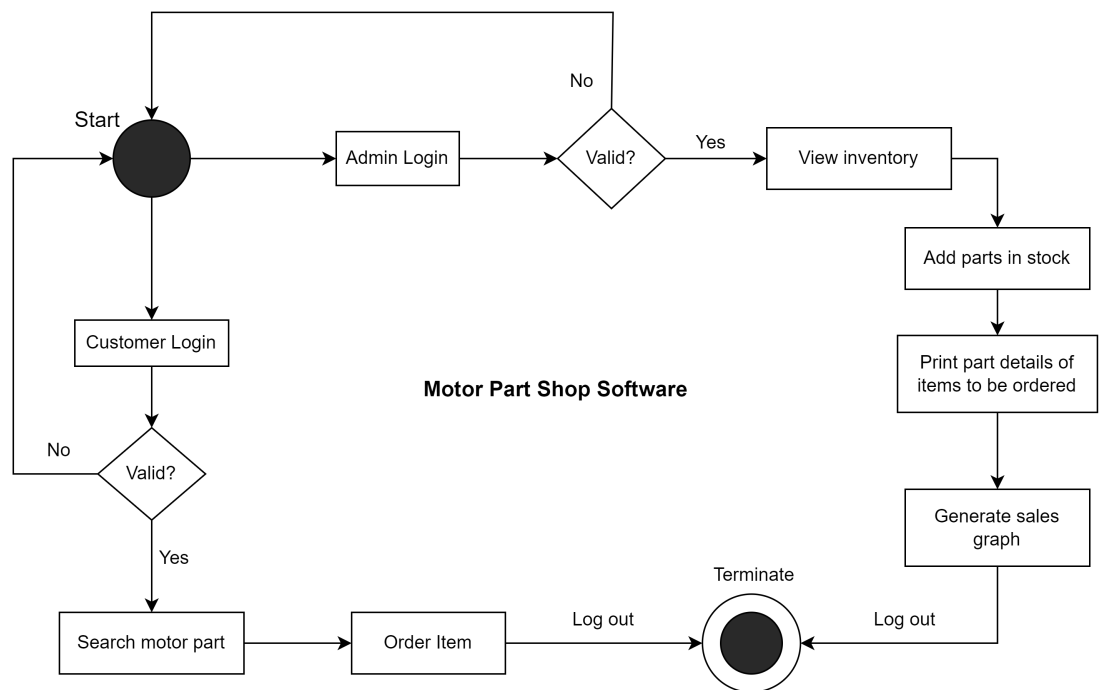 No
Start
Admin Login
Valid?
Yes
View inventory
Add parts in stock
Customer Login
Print part details of
items to be ordered
Motor Part Shop Software
No
Valid?
Generate sales
graph
Yes
Terminate
Search motor part
Order Item
Log out
Log out